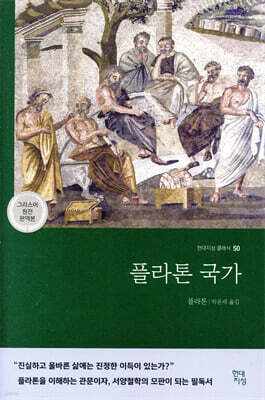 그리스어
원전
완역본
현대지성 클래식 50
플라톤 국가
플라톤 | 박문재 옮김
“진실하고 올바른 삶에는 진정한 이득이 있는가?”
플라톤을 이해하는 관문이자, 서양철학의 모판이 되는 필독서
현대
지성